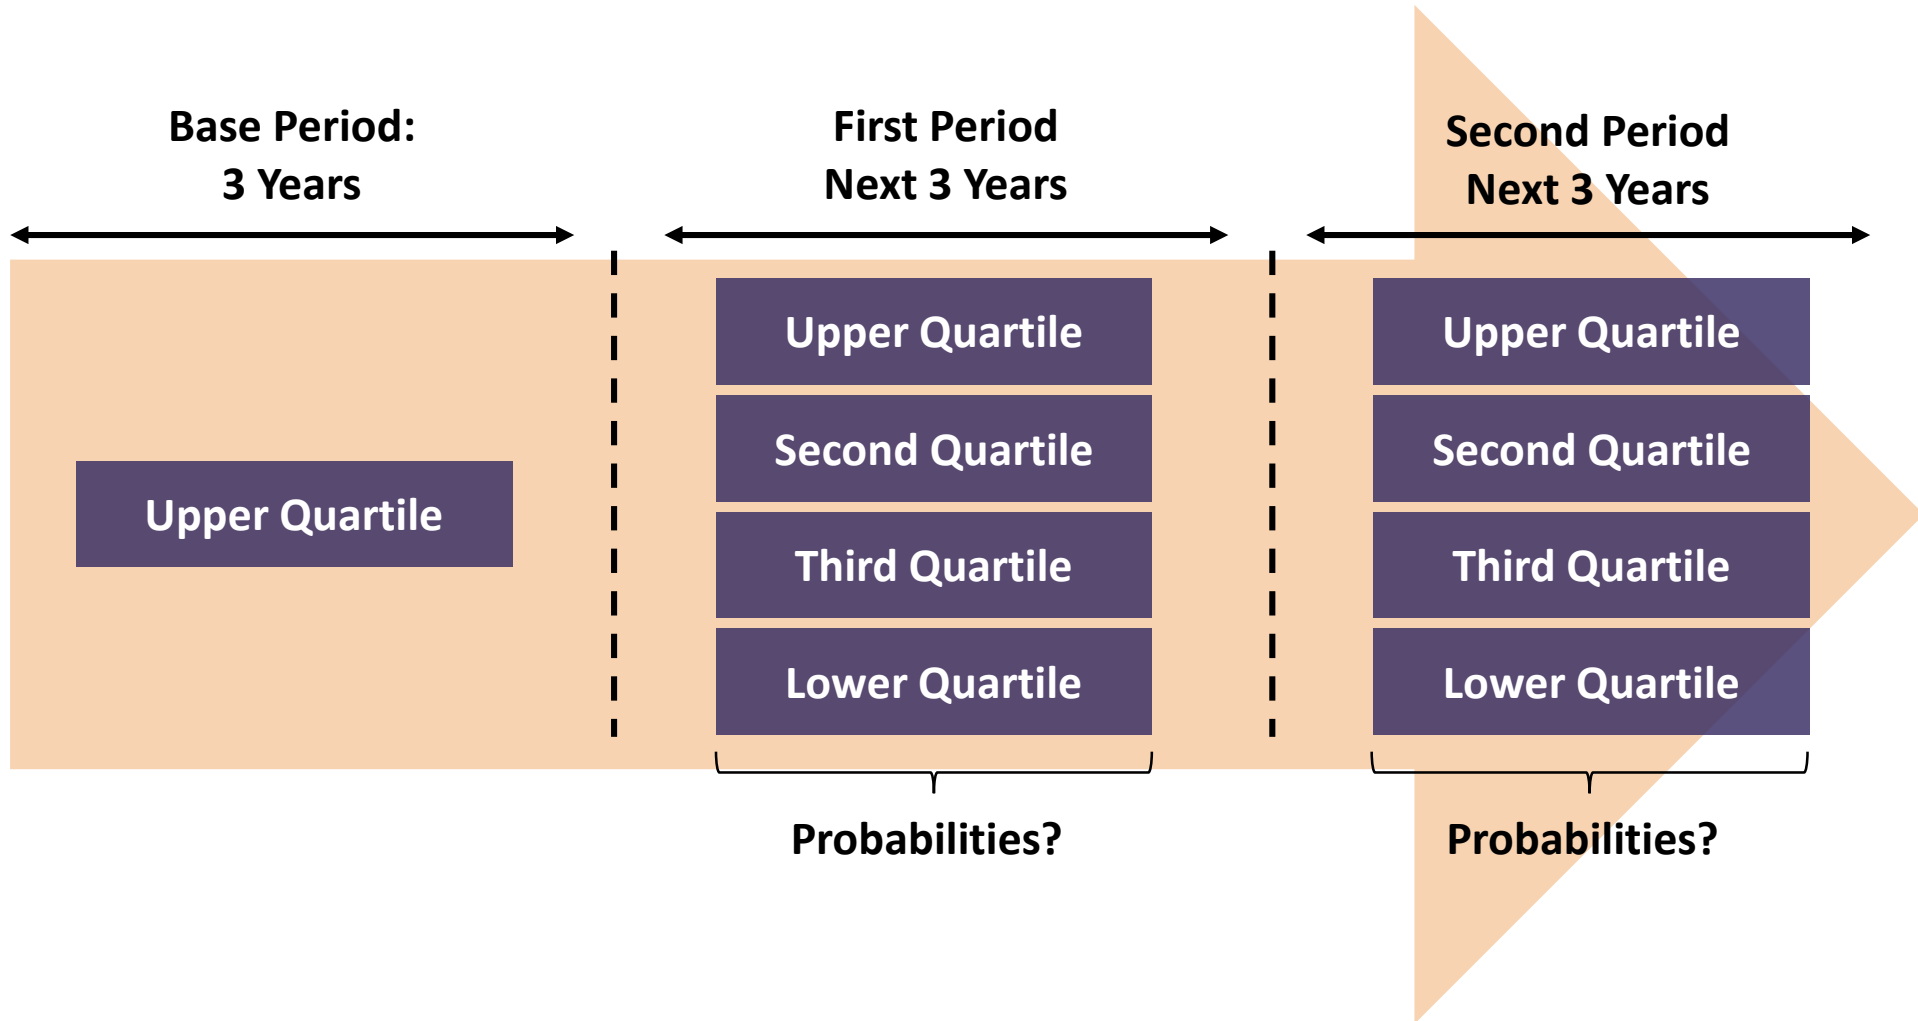 Base Period:
3 Years
First Period
Next 3 Years
Second Period
Next 3 Years
Upper Quartile
Upper Quartile
Second Quartile
Third Quartile
Lower Quartile
Probabilities?
Upper Quartile
Second Quartile
Third Quartile
Lower Quartile
Probabilities?